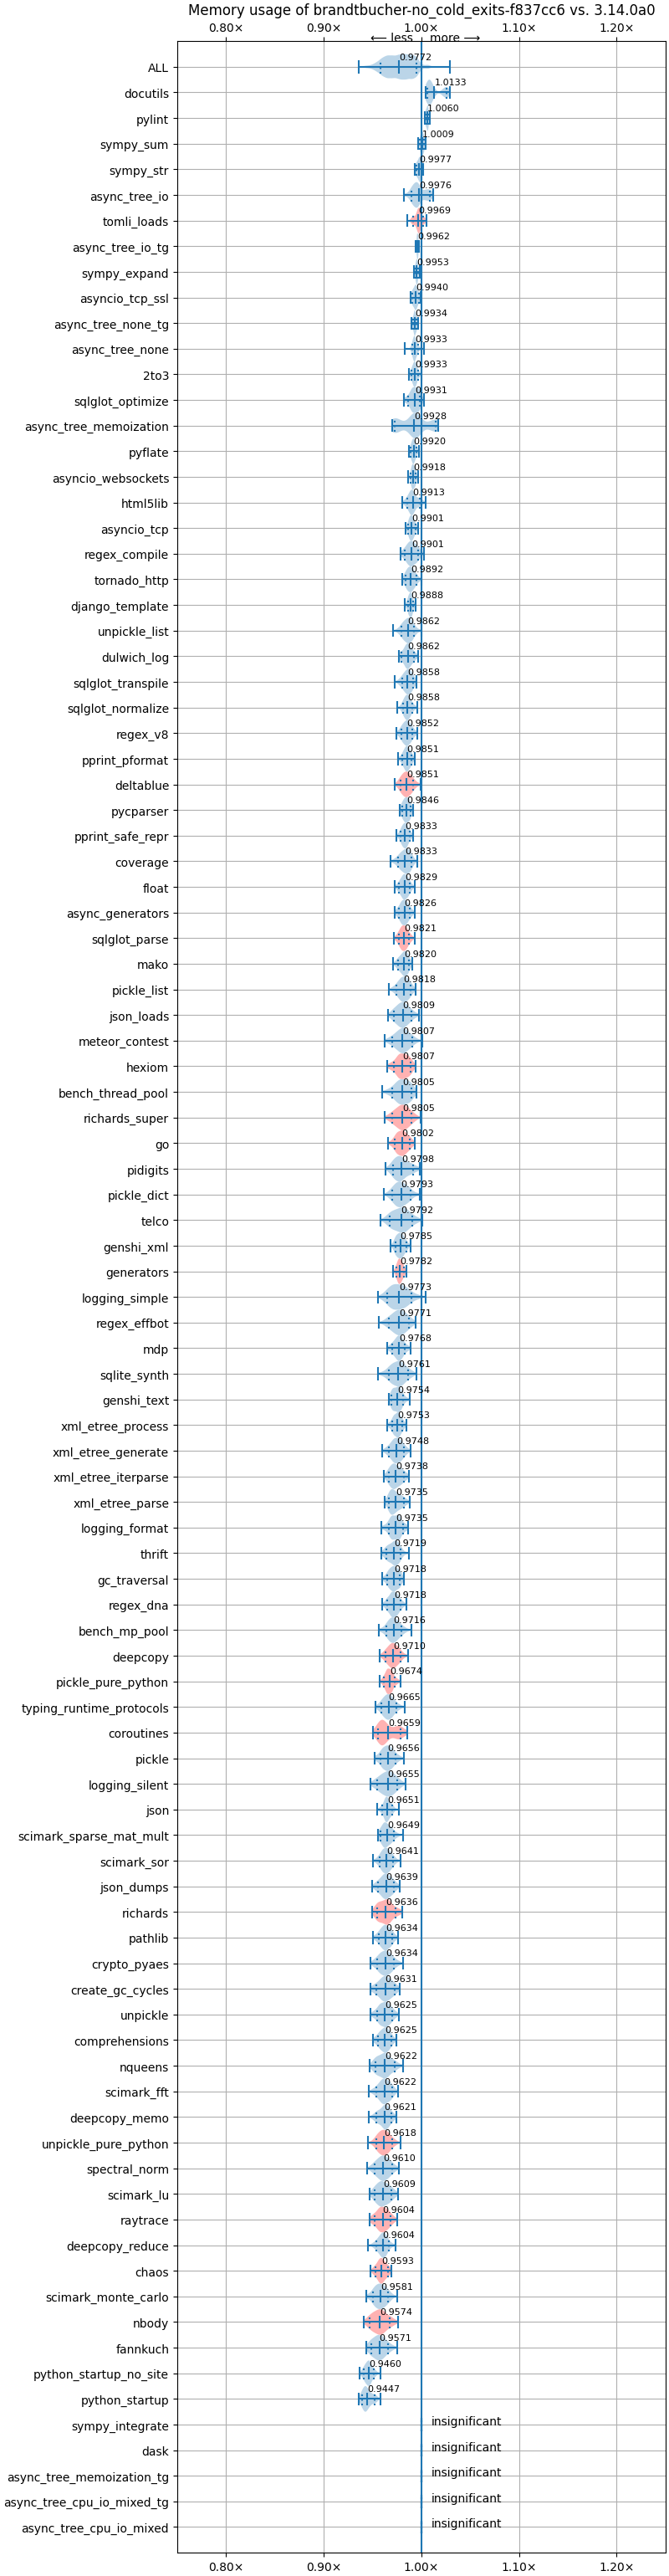 Memory usage of brandtbucher-no_cold_exits-f837cc6 vs. 3.14.0a0
0.80× 0.90× 1.00× 1.10× 1.20×
⟵ less more ⟶
ALL 0.9772
docutils 1.0133
pylint 1.0060
sympy_sum 1.0009
sympy_str 0.9977
async_tree_io 0.9976
tomli_loads 0.9969
async_tree_io_tg 0.9962
sympy_expand 0.9953
asyncio_tcp_ssl 0.9940
async_tree_none_tg 0.9934
async_tree_none 0.9933
2to3 0.9933
sqlglot_optimize 0.9931
async_tree_memoization 0.9928
pyflate 0.9920
asyncio_websockets 0.9918
html5lib 0.9913
asyncio_tcp 0.9901
regex_compile 0.9901
tornado_http 0.9892
django_template 0.9888
unpickle_list 0.9862
dulwich_log 0.9862
sqlglot_transpile 0.9858
sqlglot_normalize 0.9858
regex_v8 0.9852
pprint_pformat 0.9851
deltablue 0.9851
pycparser 0.9846
pprint_safe_repr 0.9833
coverage 0.9833
float 0.9829
async_generators 0.9826
sqlglot_parse 0.9821
mako 0.9820
pickle_list 0.9818
json_loads 0.9809
meteor_contest 0.9807
hexiom 0.9807
bench_thread_pool 0.9805
richards_super 0.9805
go 0.9802
pidigits 0.9798
pickle_dict 0.9793
telco 0.9792
genshi_xml 0.9785
generators 0.9782
logging_simple 0.9773
regex_effbot 0.9771
mdp 0.9768
sqlite_synth 0.9761
genshi_text 0.9754
xml_etree_process 0.9753
xml_etree_generate 0.9748
xml_etree_iterparse 0.9738
xml_etree_parse 0.9735
logging_format 0.9735
thrift 0.9719
gc_traversal 0.9718
regex_dna 0.9718
bench_mp_pool 0.9716
deepcopy 0.9710
pickle_pure_python 0.9674
typing_runtime_protocols 0.9665
coroutines 0.9659
pickle 0.9656
logging_silent 0.9655
json 0.9651
scimark_sparse_mat_mult 0.9649
scimark_sor 0.9641
json_dumps 0.9639
richards 0.9636
pathlib 0.9634
crypto_pyaes 0.9634
create_gc_cycles 0.9631
unpickle 0.9625
comprehensions 0.9625
nqueens 0.9622
scimark_fft 0.9622
deepcopy_memo 0.9621
unpickle_pure_python 0.9618
spectral_norm 0.9610
scimark_lu 0.9609
raytrace 0.9604
deepcopy_reduce 0.9604
chaos 0.9593
scimark_monte_carlo 0.9581
nbody 0.9574
fannkuch 0.9571
python_startup_no_site 0.9460
python_startup 0.9447
sympy_integrate insignificant
dask insignificant
async_tree_memoization_tg insignificant
async_tree_cpu_io_mixed_tg insignificant
async_tree_cpu_io_mixed insignificant
0.80× 0.90× 1.00× 1.10× 1.20×